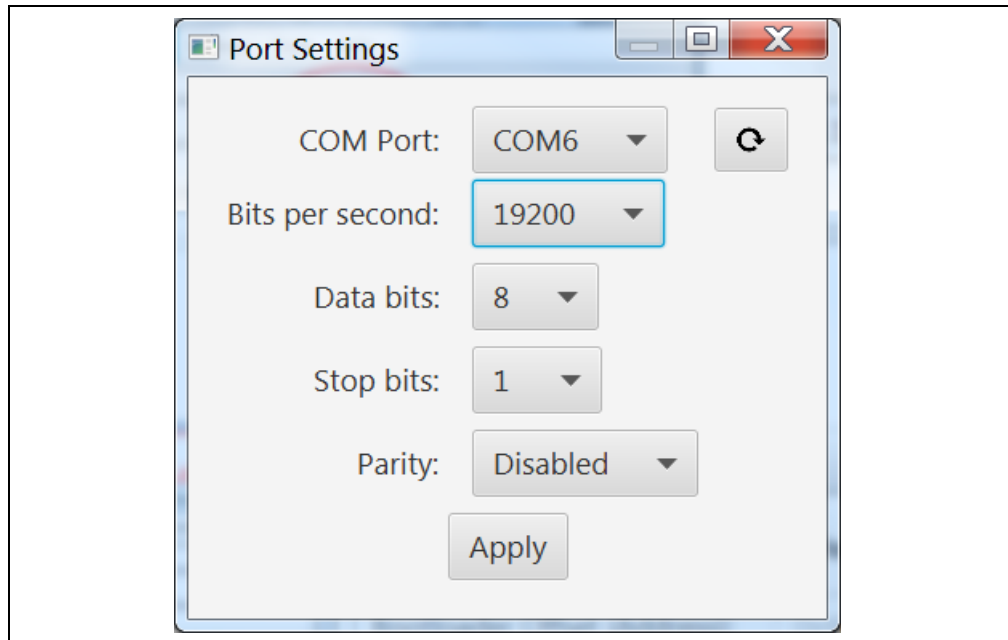 Port Settings
COM Port: COM6
Bits per second: 19200
Data bits: 8
Stop bits: 1
Parity: Disabled
Apply